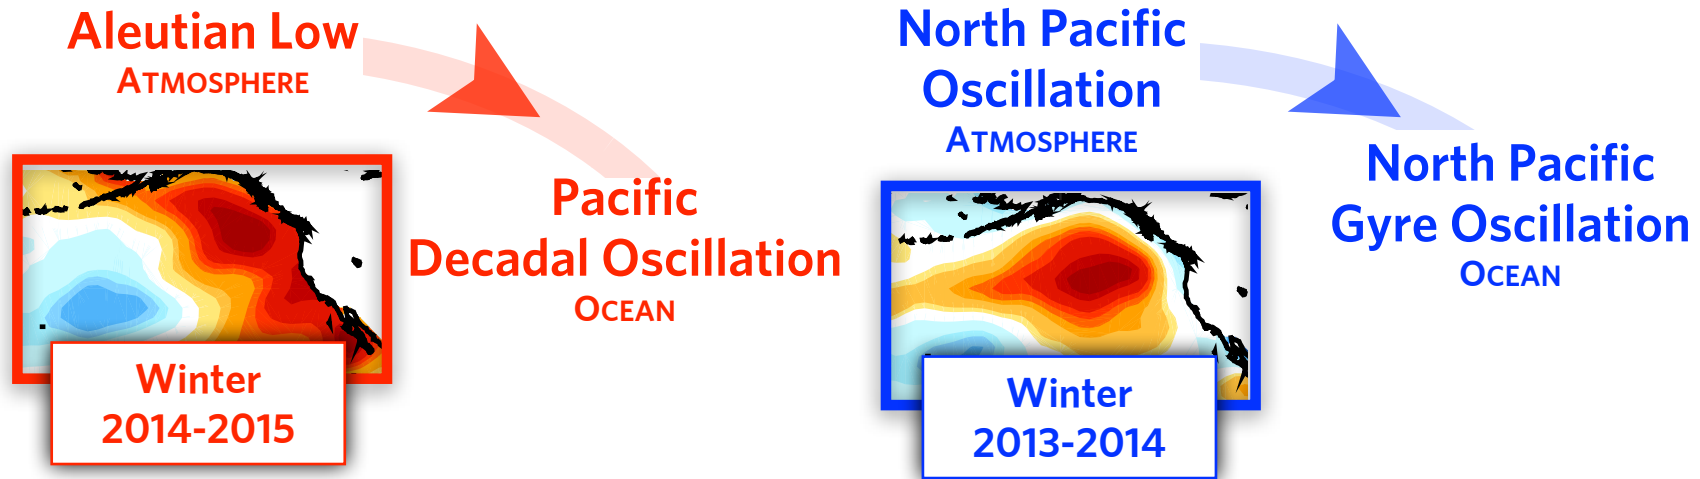 Aleutian Low
ATMOSPHERE
Pacific
Decadal Oscillation
OCEAN
Winter
2014-2015
North Pacific
Oscillation
ATMOSPHERE
North Pacific
Gyre Oscillation
OCEAN
Winter
2013-2014